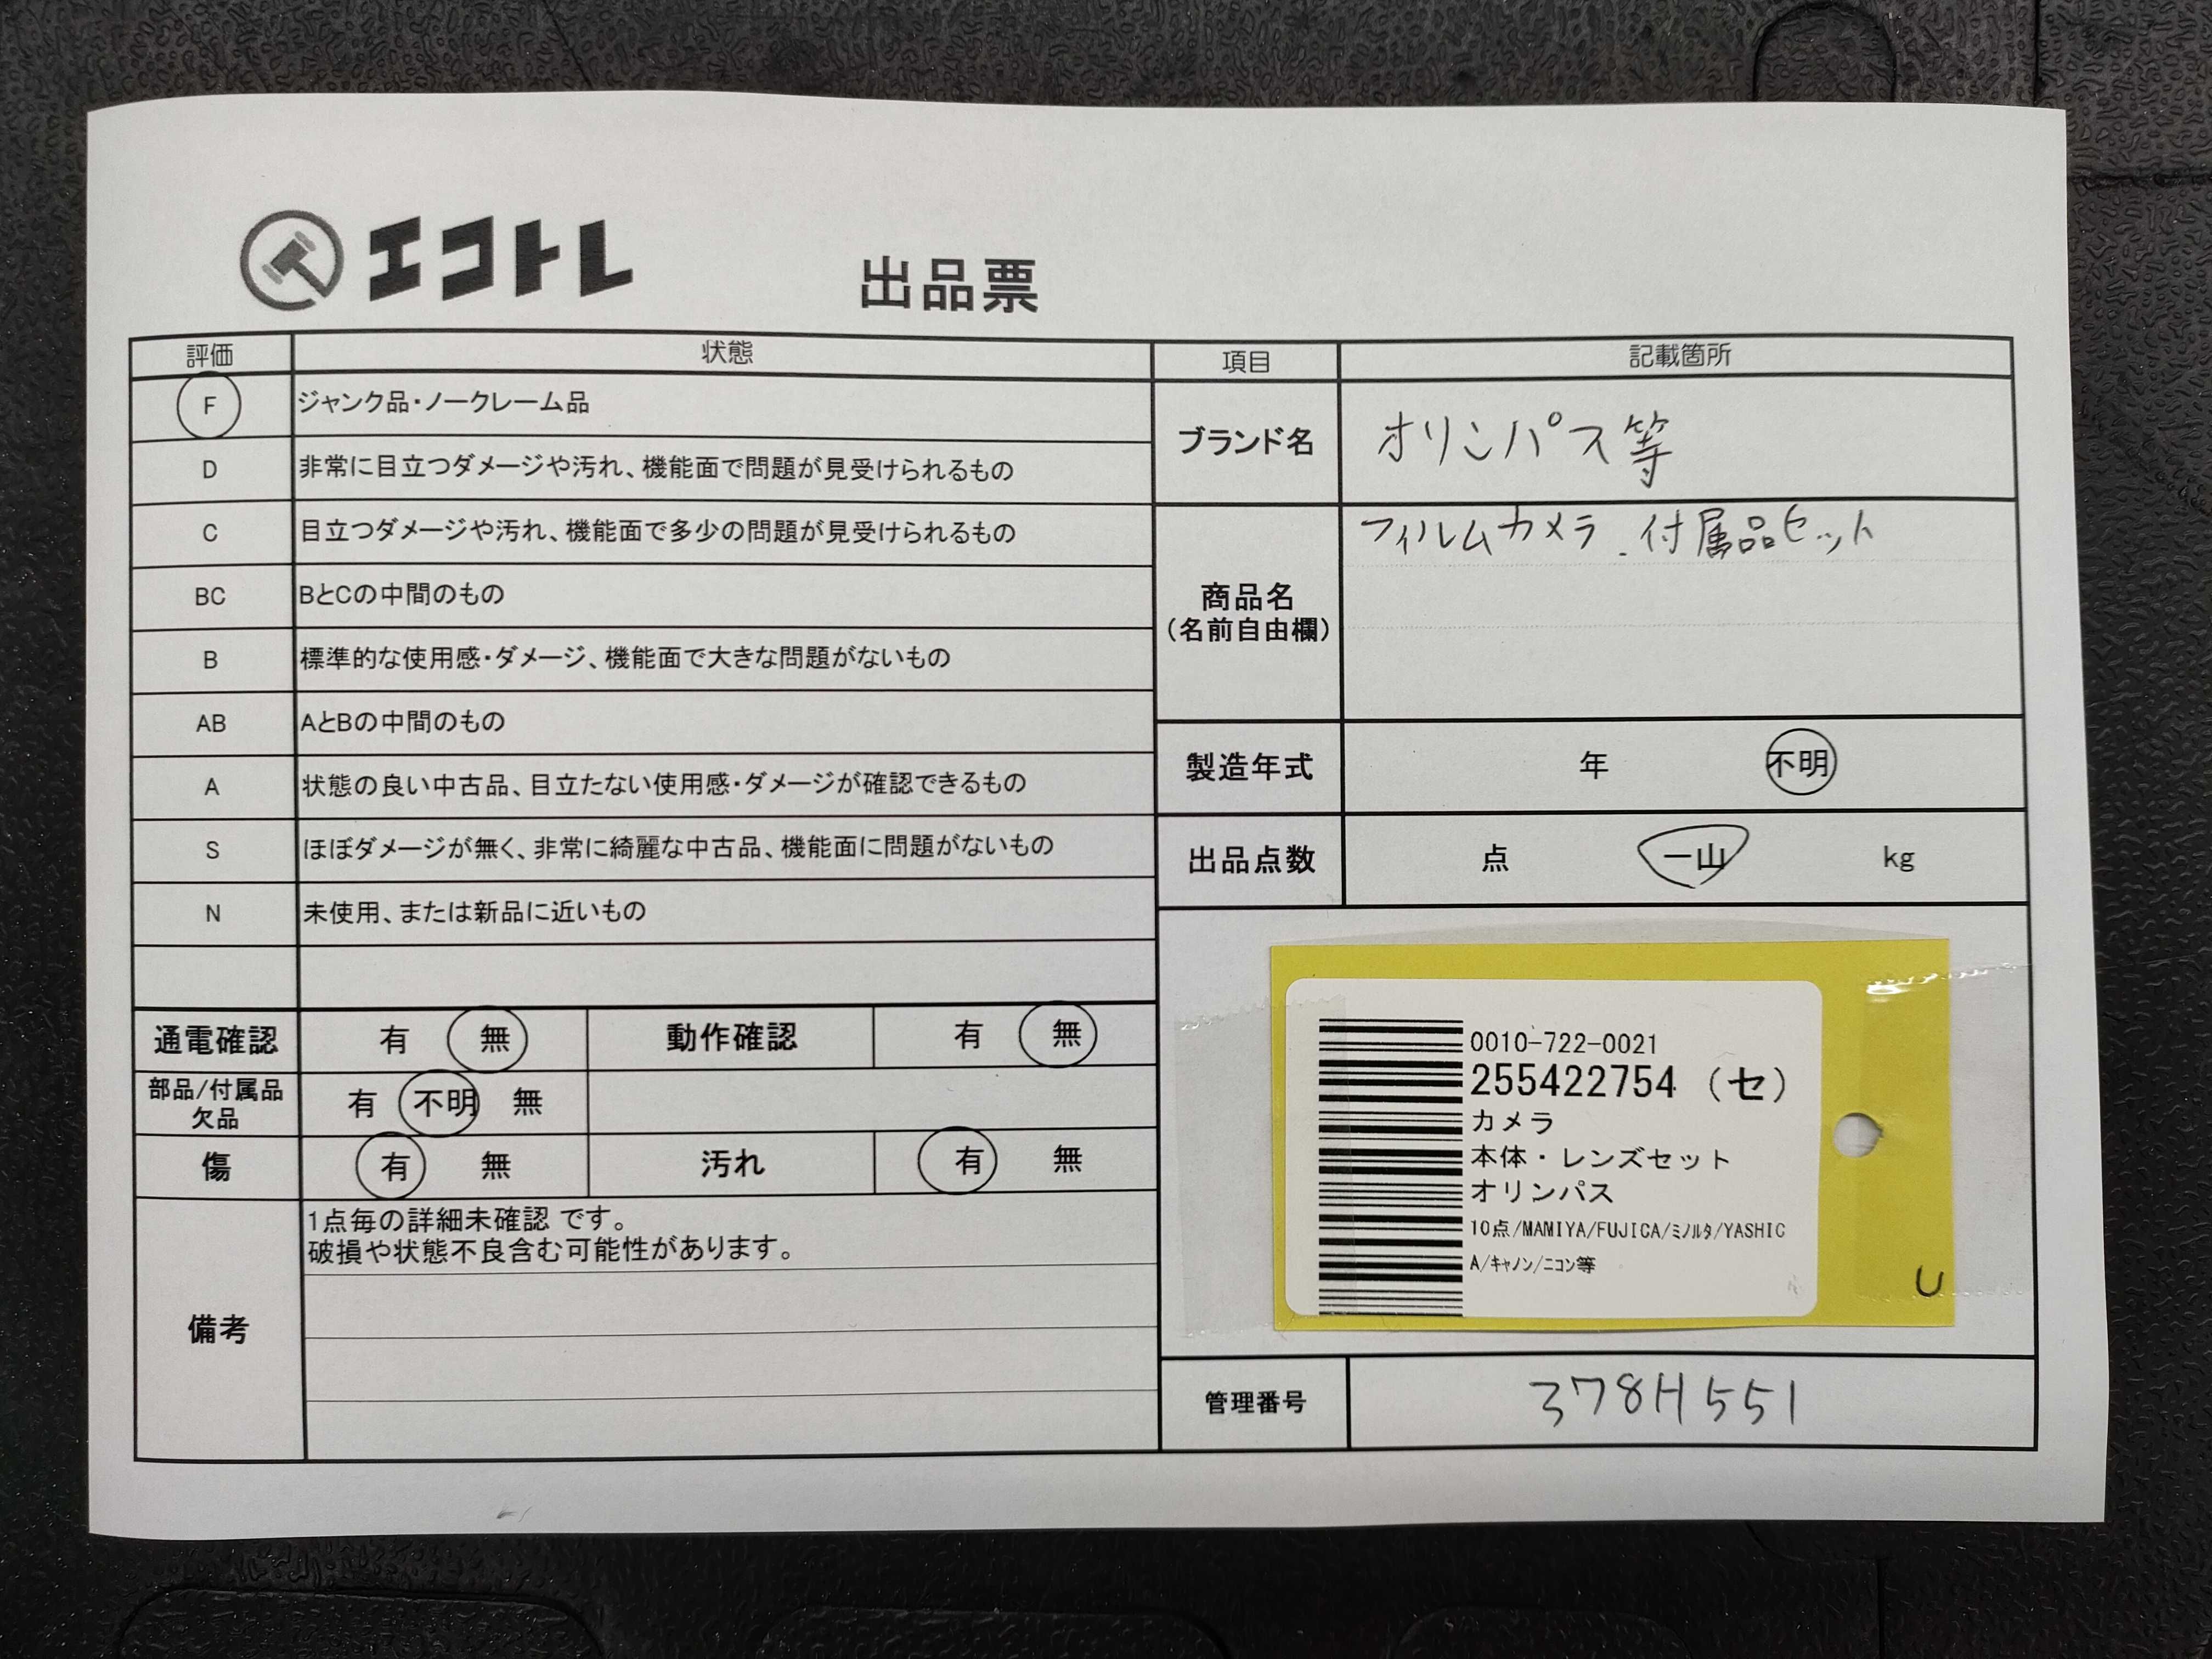 エコトレ
出品票
評価 状態
F ジャンク品・ノークレーム品
D 非常に目立つダメージや汚れ、機能面で問題が見受けられるもの
C 目立つダメージや汚れ、機能面で多少の問題が見受けられるもの
BC BとCの中間のもの
B 標準的な使用感・ダメージ、機能面で大きな問題がないもの
AB AとBの中間のもの
A 状態の良い中古品、目立たない使用感・ダメージが確認できるもの
S ほぼダメージが無く、非常に綺麗な中古品、機能面に問題がないもの
N 未使用、または新品に近いもの
通電確認 有 無 動作確認 有 無
部品/付属品
欠品 有 不明 無
傷 有 無 汚れ 有 無
備考
1点毎の詳細未確認 です。
破損や状態不良含む可能性があります。
項目 記載箇所
ブランド名 オリンパス等
商品名
(名前自由欄)
フィルムカメラ.付属品セット
製造年式 年 不明
出品点数 点 一山 kg
0010-722-0021
255422754 (セ)
カメラ
本体・レンズセット
オリンパス
10点/MAMIYA/FUJICA/ミノルタ/YASHIC
A/キャノン/ニコン等
U
管理番号 378H551